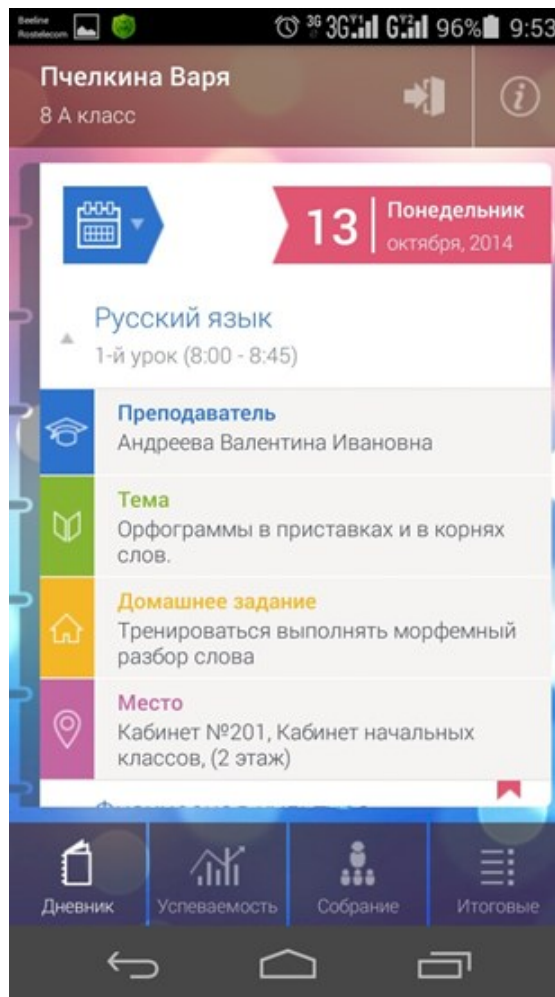 Beeline
Rostelecom
3G 3G G 96% 9:53
Пчелкина Варя
8 А класс
13 Понедельник
октября, 2014
Русский язык
1-й урок (8:00 - 8:45)
Преподаватель
Андреева Валентина Ивановна
Тема
Орфограммы в приставках и в корнях
слов.
Домашнее задание
Тренироваться выполнять морфемный
разбор слова
Место
Кабинет №201, Кабинет начальных
классов, (2 этаж)
Дневник Успеваемость Собрание Итоговые